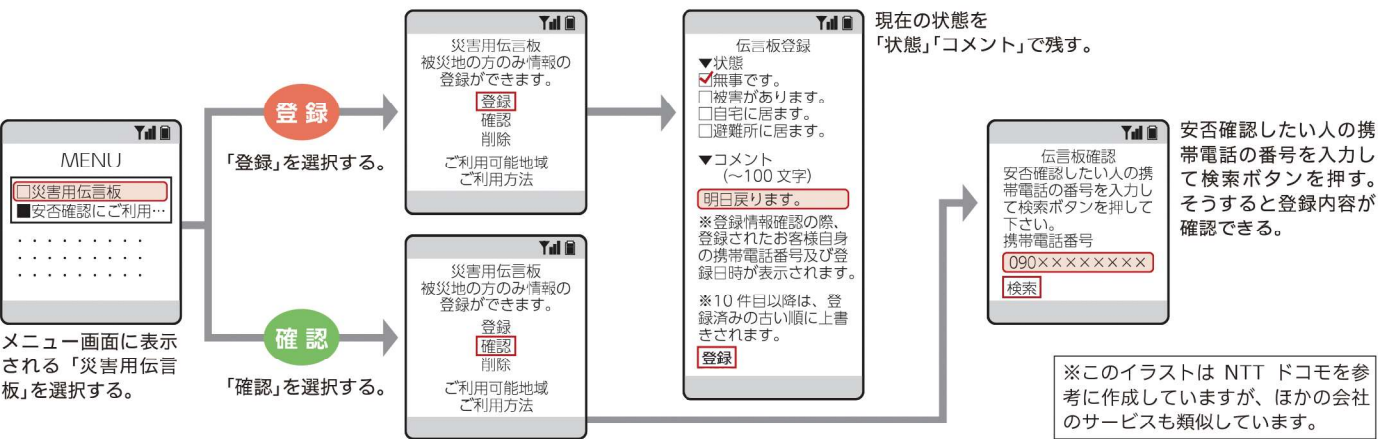 MENU
□災害用伝言板
■安否確認にご利用…
・・・・・・・・・
・・・・・・・・・
・・・・・・・・・
メニュー画面に表示
される「災害用伝言
板」を選択する。
登録
「登録」を選択する。
災害用伝言板
被災地の方のみ情報の
登録ができます。
登録
確認
削除
ご利用可能地域
ご利用方法
伝言板登録
▼状態
☑無事です。
□被害があります。
□自宅に居ます。
□避難所に居ます。
▼コメント
(～100 文字)
明日戻ります。
※登録情報確認の際、
登録されたお客様自身
の携帯電話番号及び登
録日時が表示されます。
※10 件目以降は、登
録済みの古い順に上書
きされます。
登録
現在の状態を
「状態」「コメント」で残す。
確認
「確認」を選択する。
災害用伝言板
被災地の方のみ情報の
登録ができます。
登録
確認
削除
ご利用可能地域
ご利用方法
伝言板確認
安否確認したい人の携
帯電話の番号を入力し
て検索ボタンを押して
下さい。
携帯電話番号
090××××××××
検索
安否確認したい人の携
帯電話の番号を入力し
て検索ボタンを押す。
そうすると登録内容が
確認できる。
※このイラストは NTT ドコモを参
考に作成していますが、ほかの会社
のサービスも類似しています。